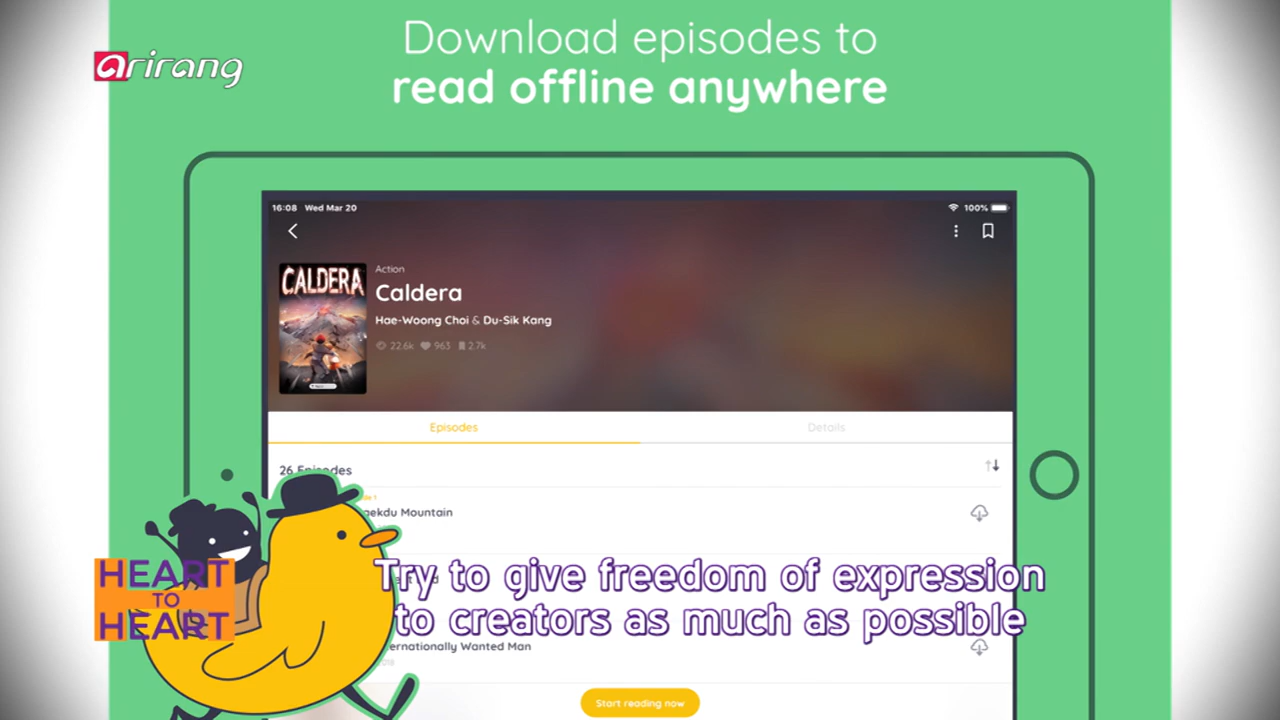 Download episodes to
read offline anywhere
arirang
16:08 Wed Mar 20
100%
CALDERA
Action
Caldera
Hae-Woong Choi & Du-Sik Kang
22.6k 963 2.7k
Episodes Details
26 Episodes
Mountain
Try to give freedom of expression
to creators as much as possible
HEART
TO
HEART
Wanted Man
Start reading now